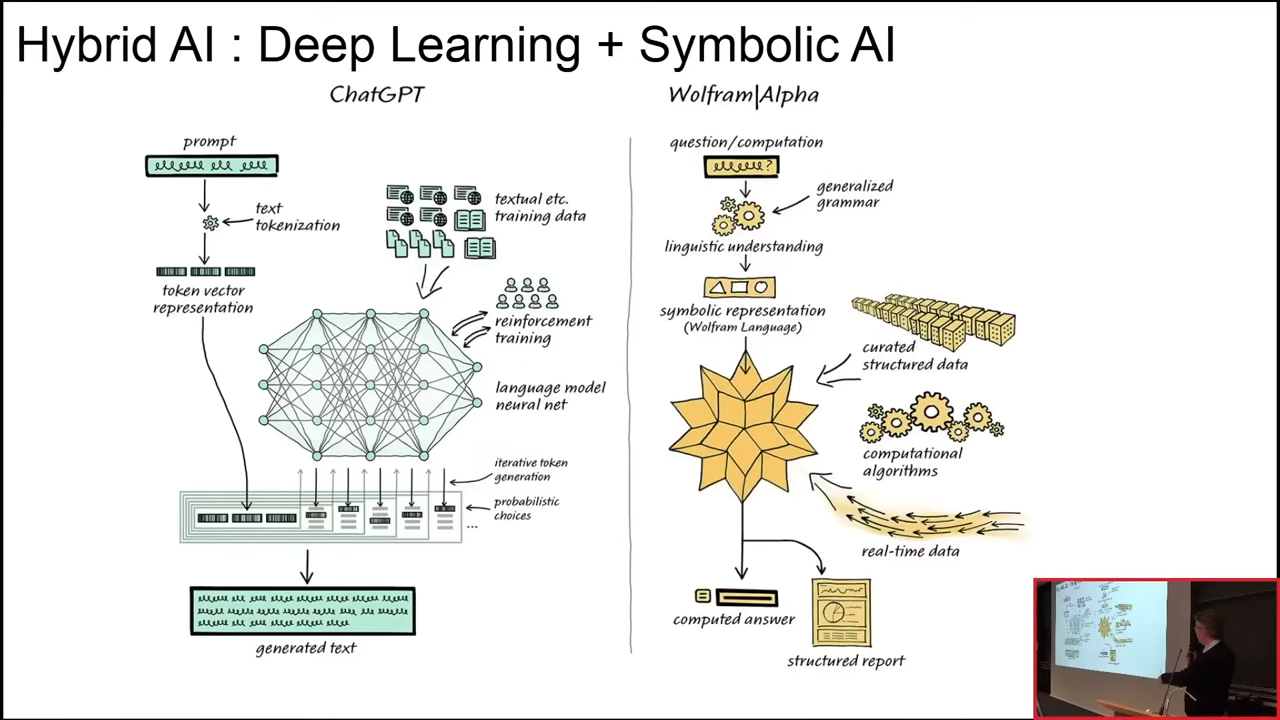 Hybrid AI : Deep Learning + Symbolic AI
ChatGPT
prompt
text
tokenization
token vector
representation
textual etc.
training data
reinforcement
training
language model
neural net
iterative token
generation
probabilistic
choices
...
generated text
Wolfram|Alpha
question/computation
?
generalized
grammar
linguistic understanding
symbolic representation
(Wolfram Language)
curated
structured data
computational
algorithms
real-time data
computed answer
structured report